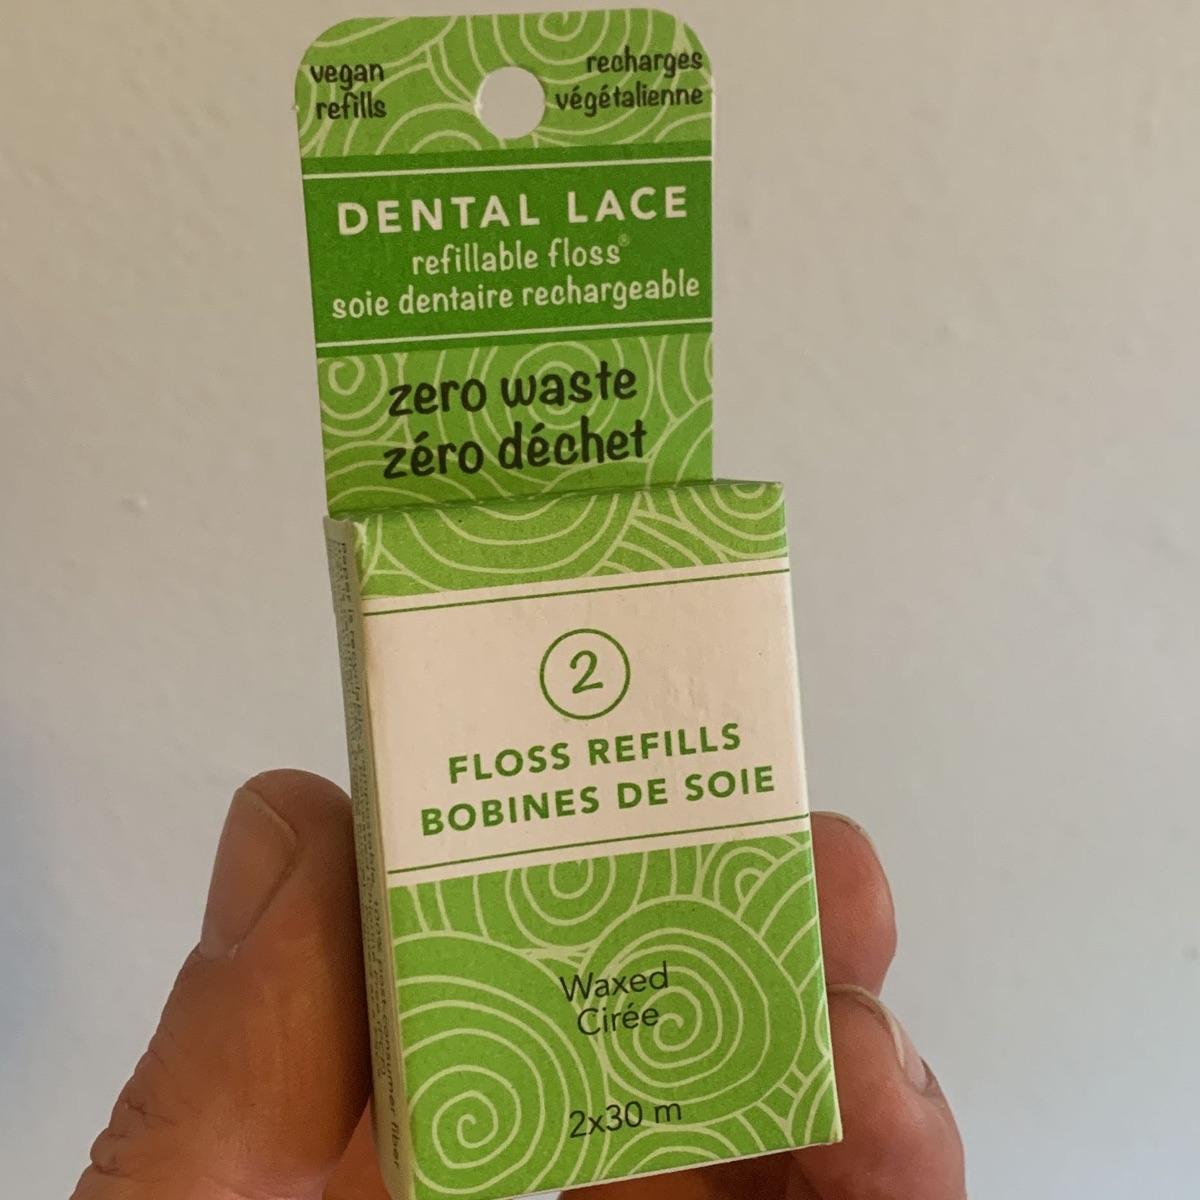 vegan
refills
recharges
végétalienne
DENTAL LACE
refillable floss®
soie dentaire rechargeable
zero waste
zéro déchet
2
FLOSS REFILLS
BOBINES DE SOIE
Waxed
Cirée
2x30 m